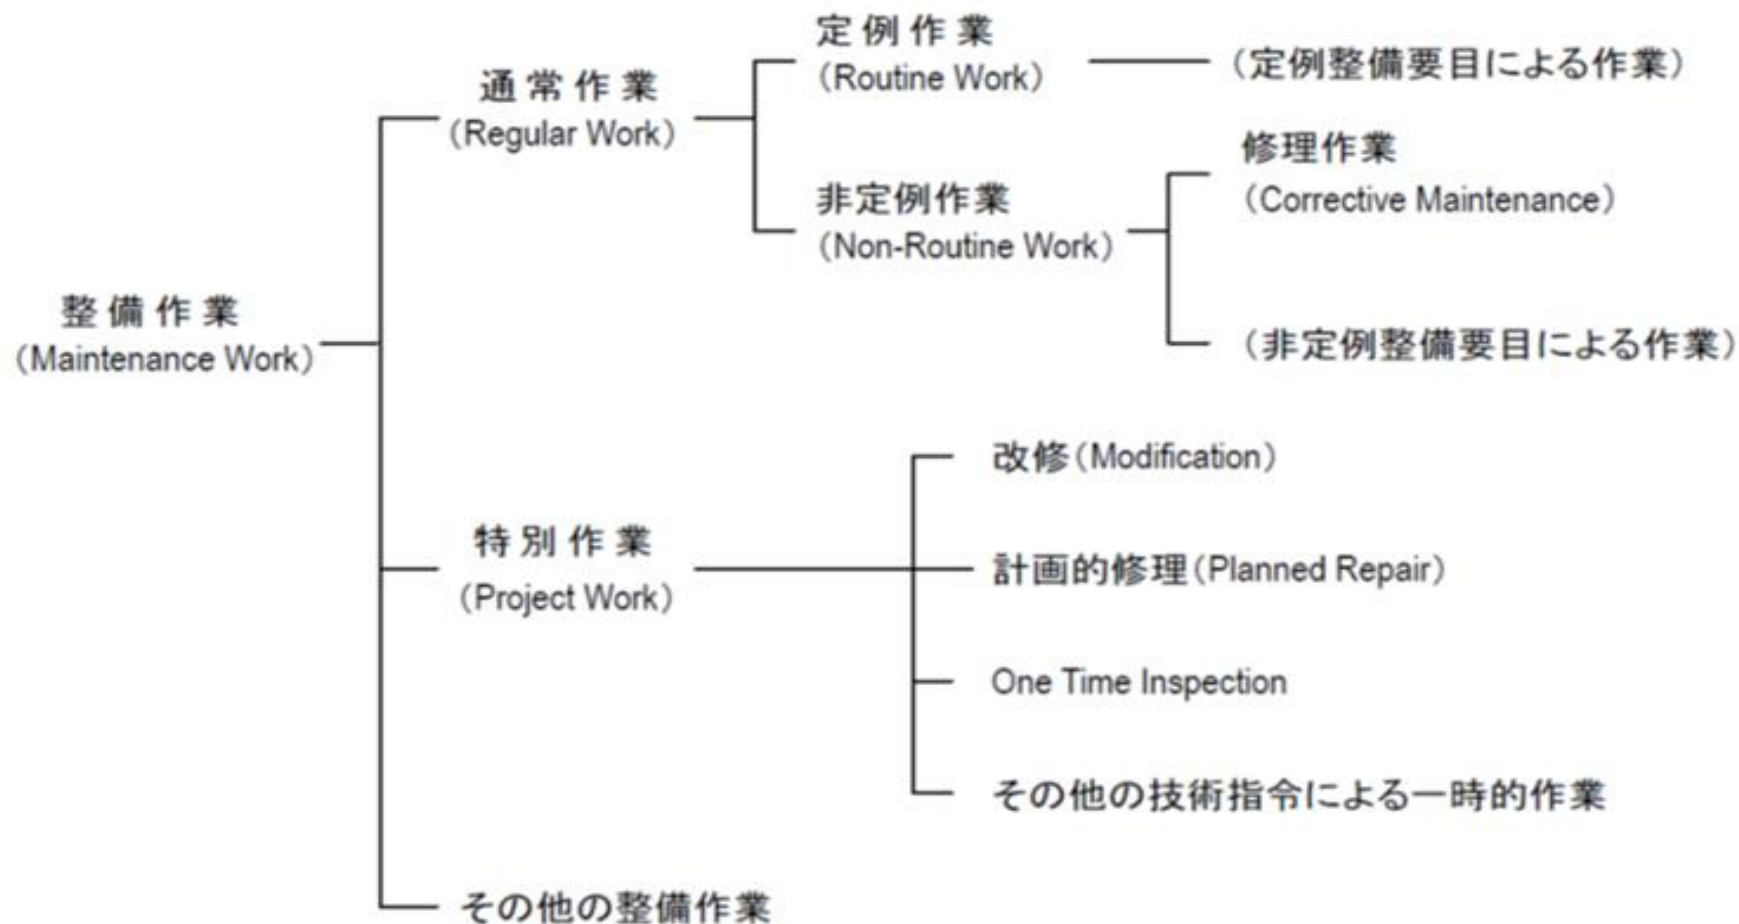 整備作業
（Maintenance Work）
通常作業
（Regular Work）
定例作業
（Routine Work）
（定例整備要目による作業）
非定例作業
（Non-Routine Work）
修理作業
（Corrective Maintenance）
（非定例整備要目による作業）
特別作業
（Project Work）
改修（Modification）
計画的修理（Planned Repair）
One Time Inspection
その他の技術指令による一時的作業
その他の整備作業